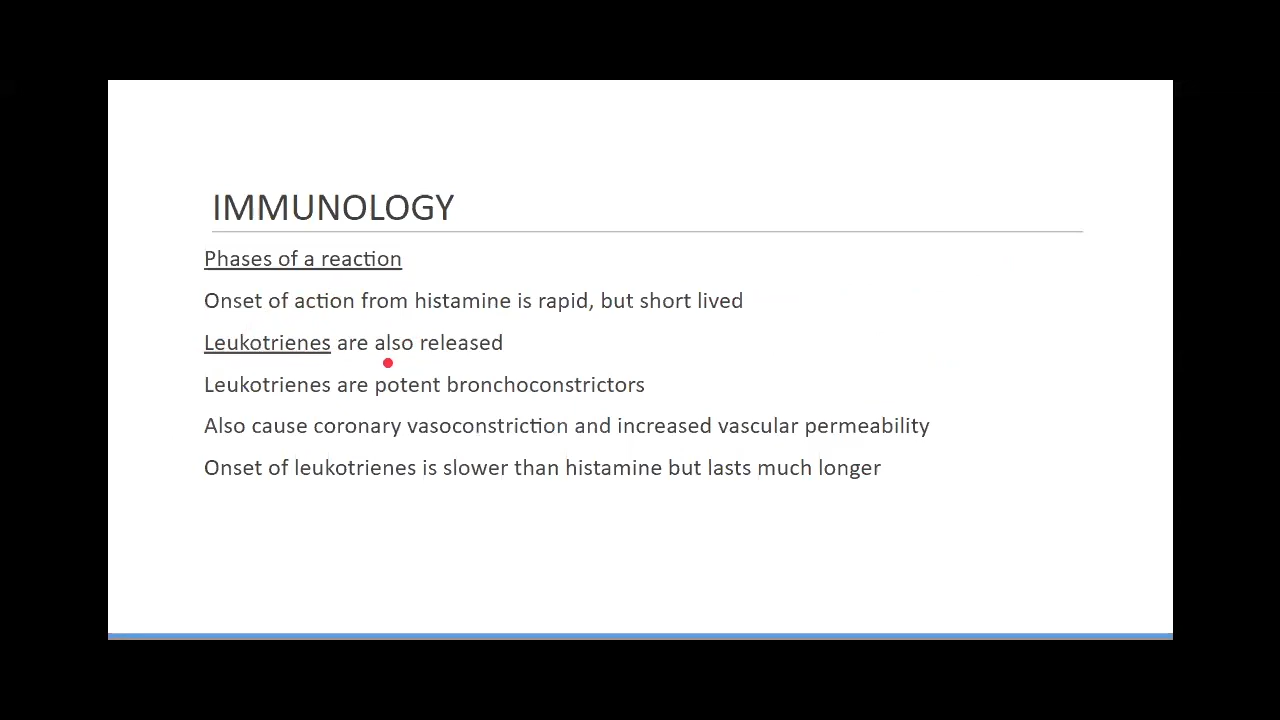 IMMUNOLOGY
Phases of a reaction
Onset of action from histamine is rapid, but short lived
Leukotrienes are also released
Leukotrienes are potent bronchoconstrictors
Also cause coronary vasoconstriction and increased vascular permeability
Onset of leukotrienes is slower than histamine but lasts much longer